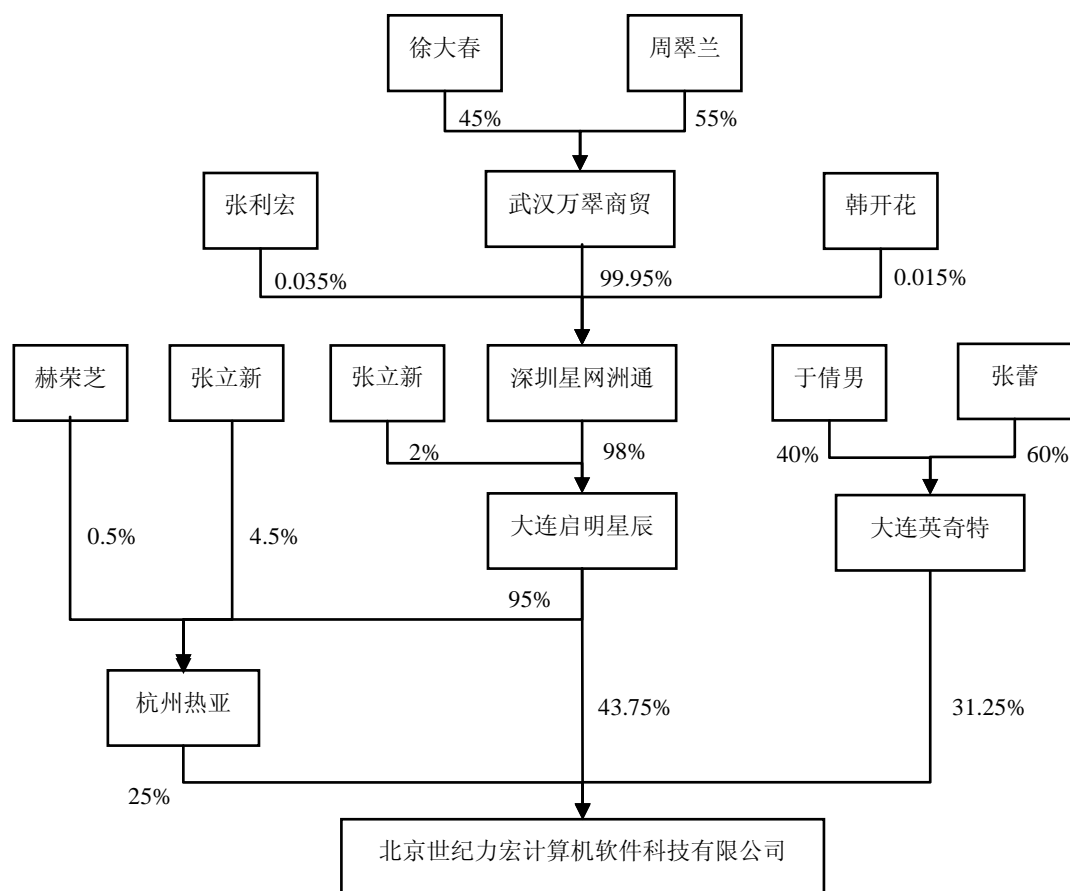 徐大春
周翠兰
45%
55%
张利宏
武汉万翠商贸
韩开花
0.035%
99.95%
0.015%
赫荣芝
张立新
张立新
深圳星网洲通
于倩男
张蕾
2%
98%
40%
60%
大连启明星辰
大连英奇特
0.5%
4.5%
95%
杭州热亚
43.75%
31.25%
25%
北京世纪力宏计算机软件科技有限公司